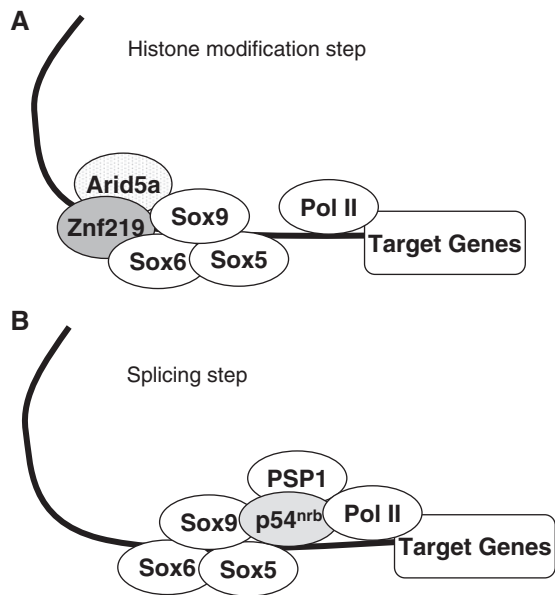 A
Histone modification step
Arid5a
Znf219
Sox9
Pol II
Sox6
Sox5
Target Genes
B
Splicing step
PSP1
Sox9
p54nrb
Pol II
Sox6
Sox5
Target Genes